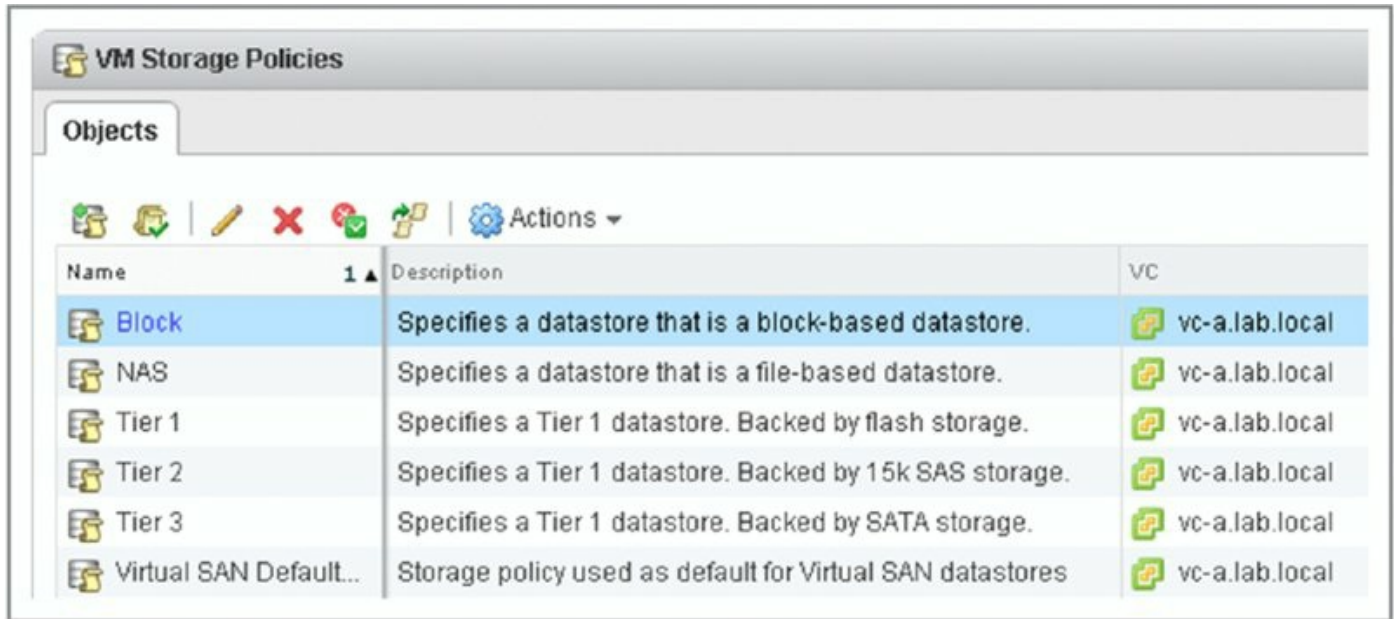 VM Storage Policies
Objects
Actions
Name 1 Description VC
Block Specifies a datastore that is a block-based datastore. vc-a.lab.local
NAS Specifies a datastore that is a file-based datastore. vc-a.lab.local
Tier 1 Specifies a Tier 1 datastore. Backed by flash storage. vc-a.lab.local
Tier 2 Specifies a Tier 1 datastore. Backed by 15k SAS storage. vc-a.lab.local
Tier 3 Specifies a Tier 1 datastore. Backed by SATA storage. vc-a.lab.local
Virtual SAN Default... Storage policy used as default for Virtual SAN datastores vc-a.lab.local